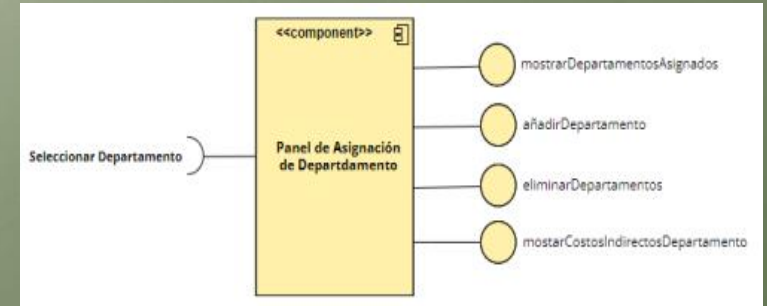 <<component>>
mostrarDepartamentosAsignados
añadirDepartamento
Seleccionar Departamento
Panel de Asignación
de Departdamento
eliminarDepartamentos
mostarCostosIndirectosDepartamento